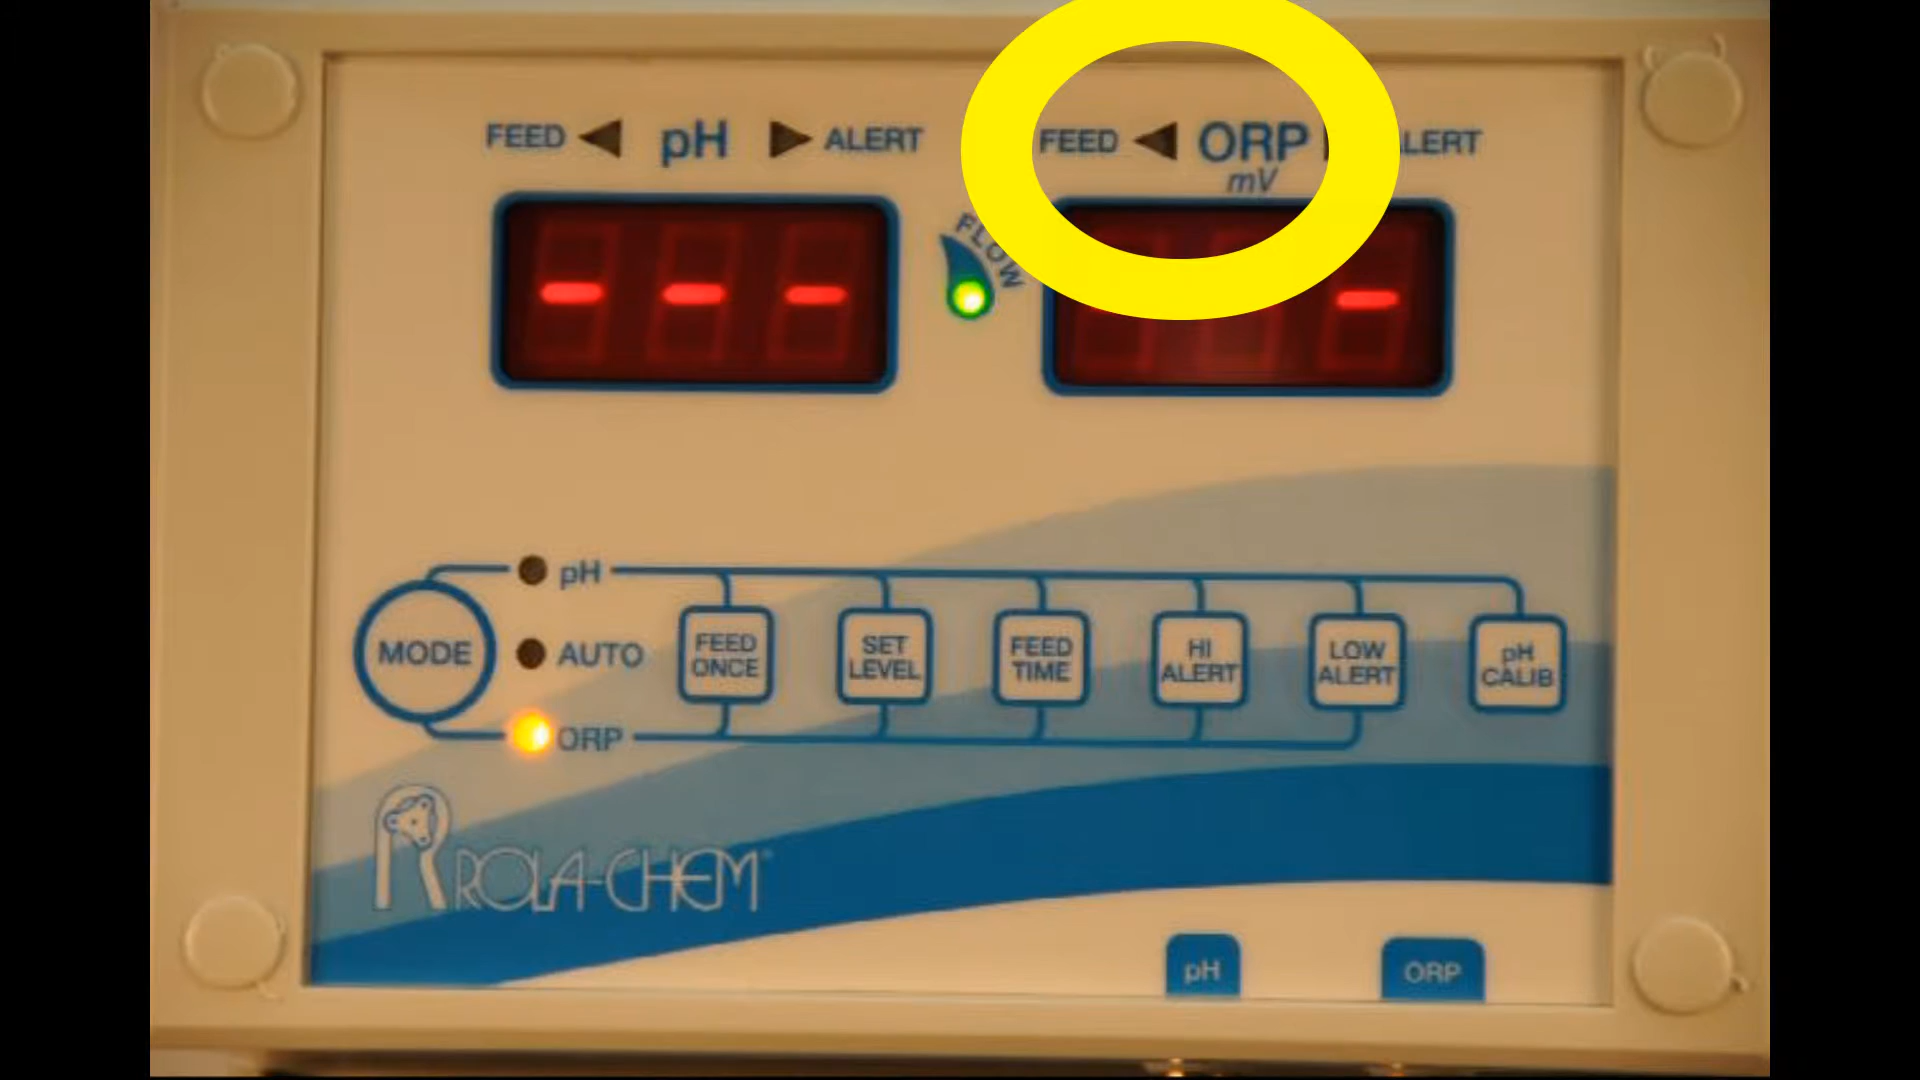 FEED pH ALERT
FEED ORP ALERT
mV
FLOW
- - -
-
MODE
pH
AUTO
ORP
FEED ONCE
SET LEVEL
FEED TIME
HI ALERT
LOW ALERT
pH CALIB
ROLA-CHEM
pH
ORP